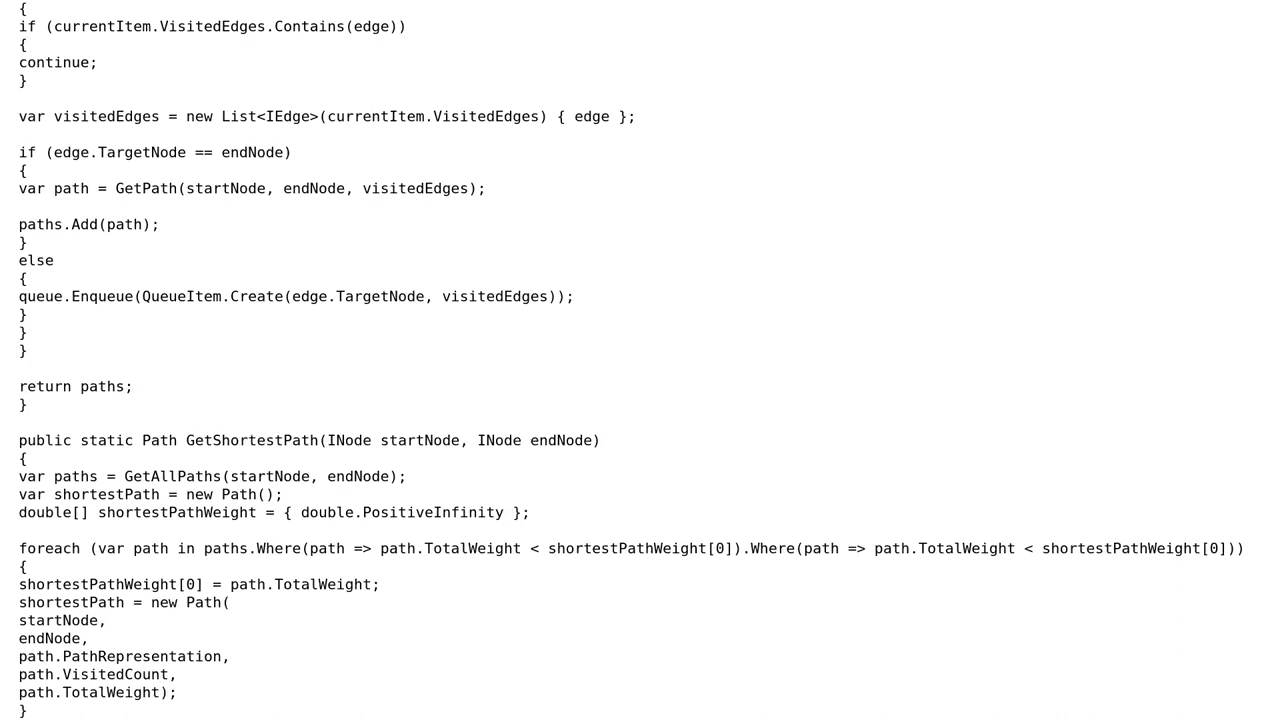 {
if (currentItem.VisitedEdges.Contains(edge))
{
continue;
}
var visitedEdges = new List<IEdge>(currentItem.VisitedEdges) { edge };
if (edge.TargetNode == endNode)
{
var path = GetPath(startNode, endNode, visitedEdges);
paths.Add(path);
}
else
{
queue.Enqueue(QueueItem.Create(edge.TargetNode, visitedEdges));
}
}
}
return paths;
}
public static Path GetShortestPath(INode startNode, INode endNode)
{
var paths = GetAllPaths(startNode, endNode);
var shortestPath = new Path();
double[] shortestPathWeight = { double.PositiveInfinity };
foreach (var path in paths.Where(path => path.TotalWeight < shortestPathWeight[0]).Where(path => path.TotalWeight < shortestPathWeight[0]))
{
shortestPathWeight[0] = path.TotalWeight;
shortestPath = new Path(
startNode,
endNode,
path.PathRepresentation,
path.VisitedCount,
path.TotalWeight);
}